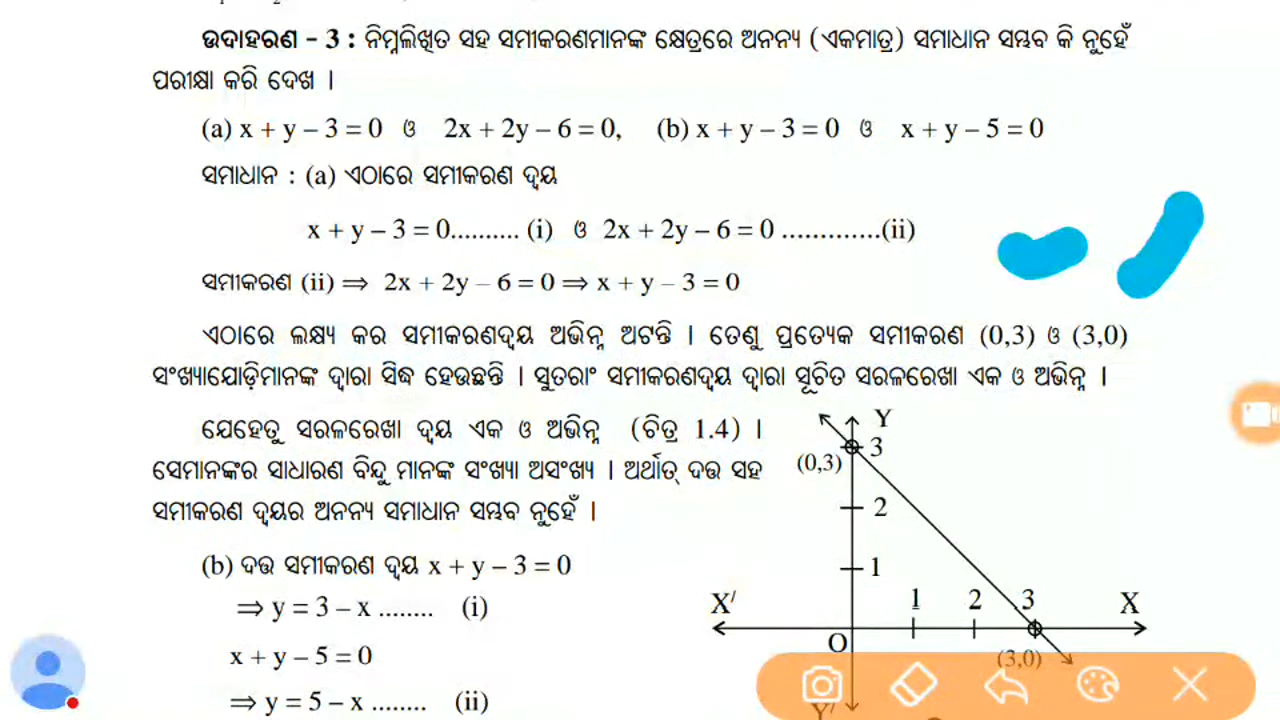 ଉଦାହରଣ – 3 : ନିମ୍ନଲିଖିତ ସହ ସମୀକରଣମାନଙ୍କ କ୍ଷେତ୍ରରେ ଅନନ୍ୟ (ଏକମାତ୍ର) ସମାଧାନ ସମ୍ଭବ କି ନୁହେଁ
ପରୀକ୍ଷା କରି ଦେଖ ।
(a) x + y – 3 = 0 ଓ 2x + 2y – 6 = 0, (b) x + y – 3 = 0 ଓ x + y – 5 = 0
ସମାଧାନ : (a) ଏଠାରେ ସମୀକରଣ ଦ୍ୱୟ
x + y – 3 = 0.......... (i) ଓ 2x + 2y – 6 = 0 .............(ii)
ସମୀକରଣ (ii) ⇒ 2x + 2y – 6 = 0 ⇒ x + y – 3 = 0
ଏଠାରେ ଲକ୍ଷ୍ୟ କର ସମୀକରଣଦ୍ୱୟ ଅଭିନ୍ନ ଅଟନ୍ତି । ତେଣୁ ପ୍ରତ୍ୟେକ ସମୀକରଣ (0,3) ଓ (3,0)
ସଂଖ୍ୟାଯୋଡ଼ିମାନଙ୍କ ଦ୍ୱାରା ସିଦ୍ଧ ହେଉଛନ୍ତି । ସୁତରାଂ ସମୀକରଣଦ୍ୱୟ ଦ୍ୱାରା ସୂଚିତ ସରଳରେଖା ଏକ ଓ ଅଭିନ୍ନ ।
ଯେହେତୁ ସରଳରେଖା ଦ୍ୱୟ ଏକ ଓ ଅଭିନ୍ନ (ଚିତ୍ର 1.4) ।
ସେମାନଙ୍କର ସାଧାରଣ ବିନ୍ଦୁ ମାନଙ୍କ ସଂଖ୍ୟା ଅସଂଖ୍ୟ । ଅର୍ଥାତ୍ ଦତ୍ତ ସହ
ସମୀକରଣ ଦ୍ୱୟର ଅନନ୍ୟ ସମାଧାନ ସମ୍ଭବ ନୁହେଁ ।
(b) ଦତ୍ତ ସମୀକରଣ ଦ୍ୱୟ x + y – 3 = 0
⇒ y = 3 – x ........ (i)
x + y – 5 = 0
⇒ y = 5 – x ........ (ii)
Y
3
(0,3)
2
1
X′ 1 2 3 X
O
(3,0)
Y′